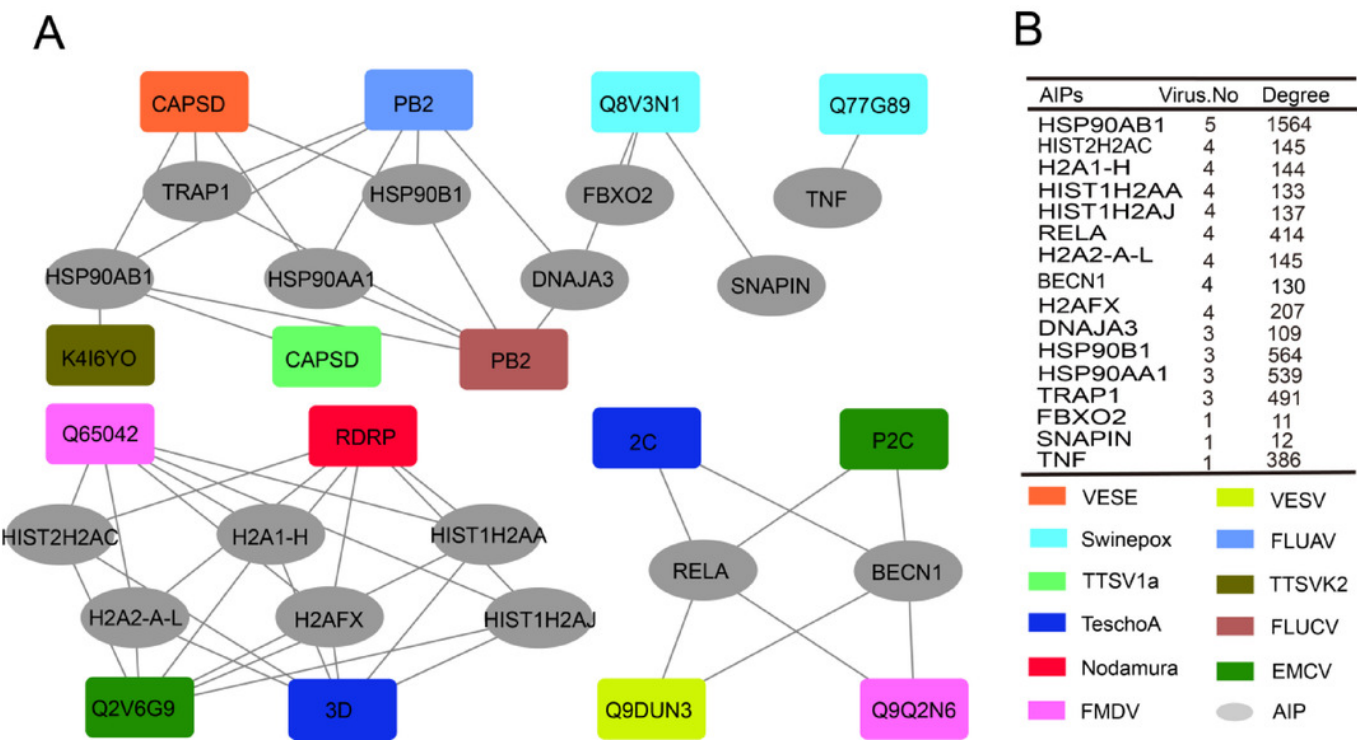 A
CAPSD PB2 Q8V3N1 Q77G89
TRAP1 HSP90B1 FBXO2 TNF
HSP90AB1 HSP90AA1 DNAJA3 SNAPIN
K4I6YO CAPSD PB2
Q65042 RDRP 2C P2C
HIST2H2AC H2A1-H HIST1H2AA
RELA BECN1
H2A2-A-L H2AFX HIST1H2AJ
Q2V6G9 3D Q9DUN3 Q9Q2N6
B
AIPs Virus.No Degree
HSP90AB1 5 1564
HIST2H2AC 4 145
H2A1-H 4 144
HIST1H2AA 4 133
HIST1H2AJ 4 137
RELA 4 414
H2A2-A-L 4 145
BECN1 4 130
H2AFX 4 207
DNAJA3 3 109
HSP90B1 3 564
HSP90AA1 3 539
TRAP1 3 491
FBXO2 1 11
SNAPIN 1 12
TNF 1 386
VESE VESV
Swinepox FLUAV
TTSV1a TTSVK2
TeschoA FLUCV
Nodamura EMCV
FMDV AIP